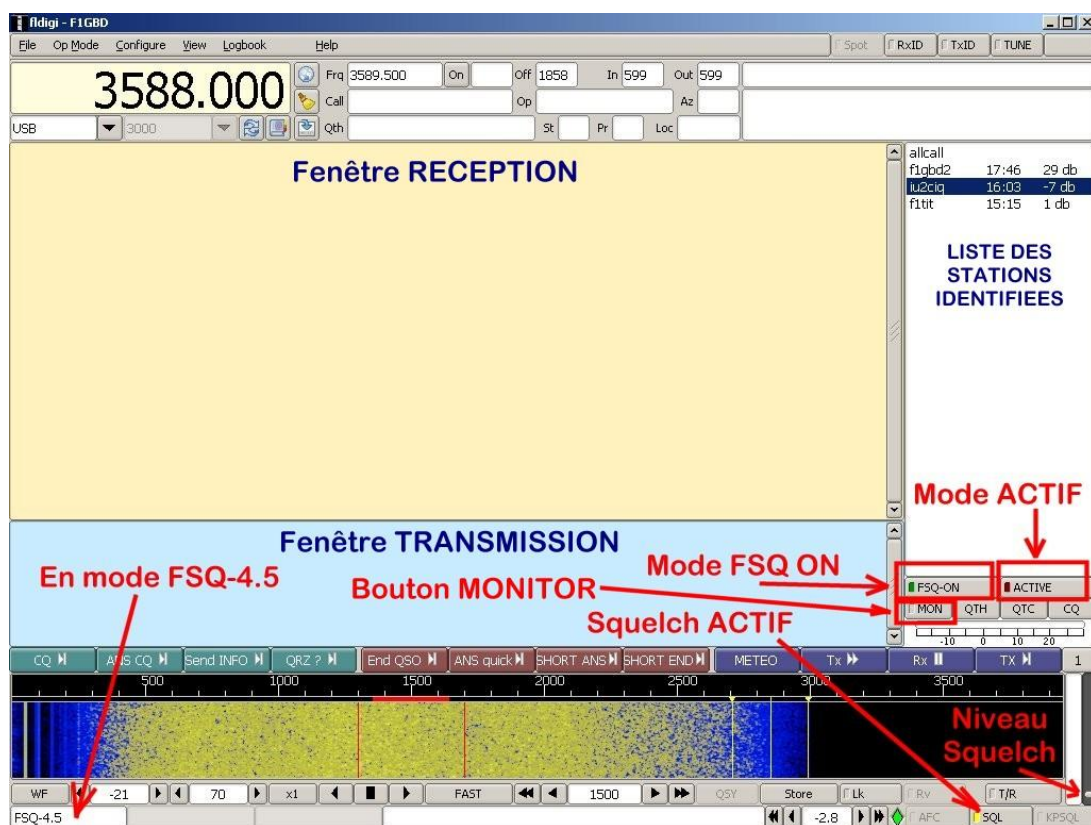 fldigi - F1GBD
File Op Mode Configure View Logbook Help Spot RxID TxID TUNE
3588.000
Frq 3589.500 On Off 1858 In 599 Out 599
Call Op Az
USB 3000 Qth St Pr Loc
Fenêtre RECEPTION
allcall
f1gbd2 17:46 29 db
iu2ciq 16:03 -7 db
f1tit 15:15 1 db
LISTE DES
STATIONS
IDENTIFIEES
Mode ACTIF
Fenêtre TRANSMISSION
Mode FSQ ON
En mode FSQ-4.5
Bouton MONITOR
FSQ-ON ACTIVE
MON QTH QTC CQ
Squelch ACTIF
-10 0 10 20
CQ ANS CQ Send INFO QRZ ? End QSO ANS quick SHORT ANS SHORT END METEO Tx Rx TX 1
500 1000 1500 2000 2500 3000 3500
Niveau
Squelch
WF -21 70 x1 FAST 1500 QSY Store Lk Rv T/R
FSQ-4.5 -2.8 AFC SQL KPSQL